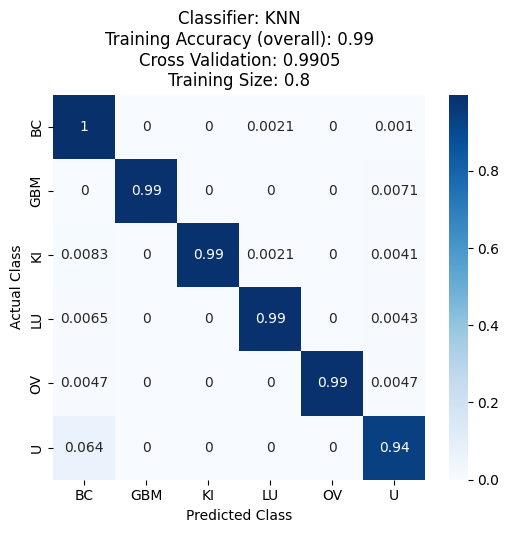 Classifier: KNN
Training Accuracy (overall): 0.99
Cross Validation: 0.9905
Training Size: 0.8
BC 1 0 0 0.0021 0 0.001
GBM 0 0.99 0 0 0 0.0071
KI 0.0083 0 0.99 0.0021 0 0.0041
LU 0.0065 0 0 0.99 0 0.0043
OV 0.0047 0 0 0 0.99 0.0047
U 0.064 0 0 0 0 0.94
BC GBM KI LU OV U
Predicted Class
Actual Class
0.8
0.6
0.4
0.2
0.0